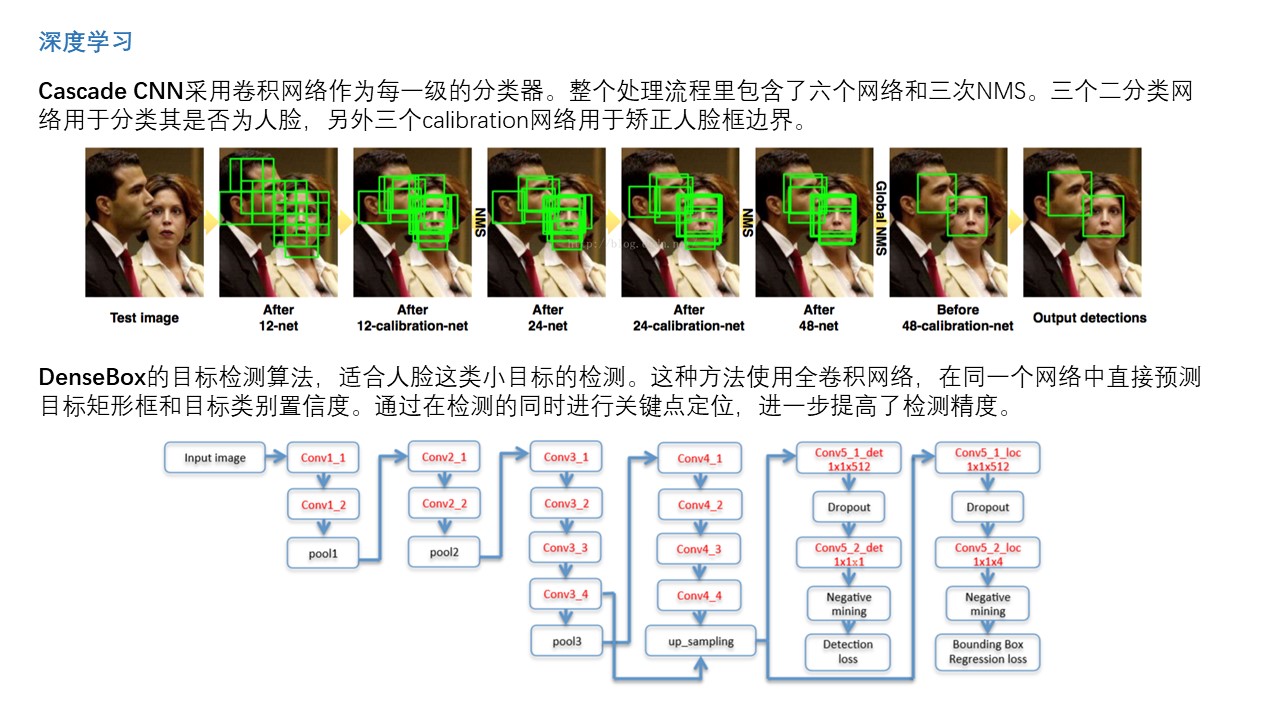 深度学习
Cascade CNN采用卷积网络作为每一级的分类器。整个处理流程里包含了六个网络和三次NMS。三个二分类网
络用于分类其是否为人脸，另外三个calibration网络用于矫正人脸框边界。
NMS
NMS
Global NMS
http://blog.csdn.ne
Test image
After
12-net
After
12-calibration-net
After
24-net
After
24-calibration-net
After
48-net
Before
48-calibration-net
Output detections
DenseBox的目标检测算法，适合人脸这类小目标的检测。这种方法使用全卷积网络，在同一个网络中直接预测
目标矩形框和目标类别置信度。通过在检测的同时进行关键点定位，进一步提高了检测精度。
Input image
Conv1_1
Conv1_2
pool1
Conv2_1
Conv2_2
pool2
Conv3_1
Conv3_2
Conv3_3
Conv3_4
pool3
Conv4_1
Conv4_2
Conv4_3
Conv4_4
up_sampling
Conv5_1_det
1x1x512
Dropout
Conv5_2_det
1x1x1
Negative
mining
Detection
loss
Conv5_1_loc
1x1x512
Dropout
Conv5_2_loc
1x1x4
Negative
mining
Bounding Box
Regression loss